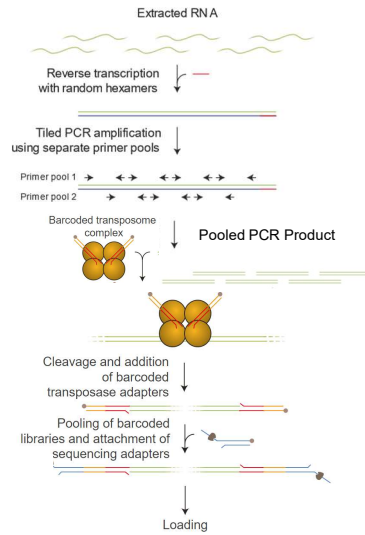 Extracted RNA
Reverse transcription
with random hexamers
Tiled PCR amplification
using separate primer pools
Primer pool 1
Primer pool 2
Barcoded transposome
complex
Pooled PCR Product
Cleavage and addition
of barcoded
transposase adapters
Pooling of barcoded
libraries and attachment of
sequencing adapters
Loading